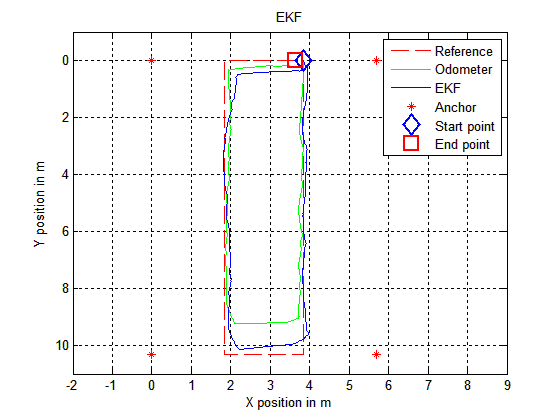 EKF
Reference
Odometer
EKF
Anchor
Start point
End point
Y position in m
0
2
4
6
8
10
-2 -1 0 1 2 3 4 5 6 7 8 9
X position in m